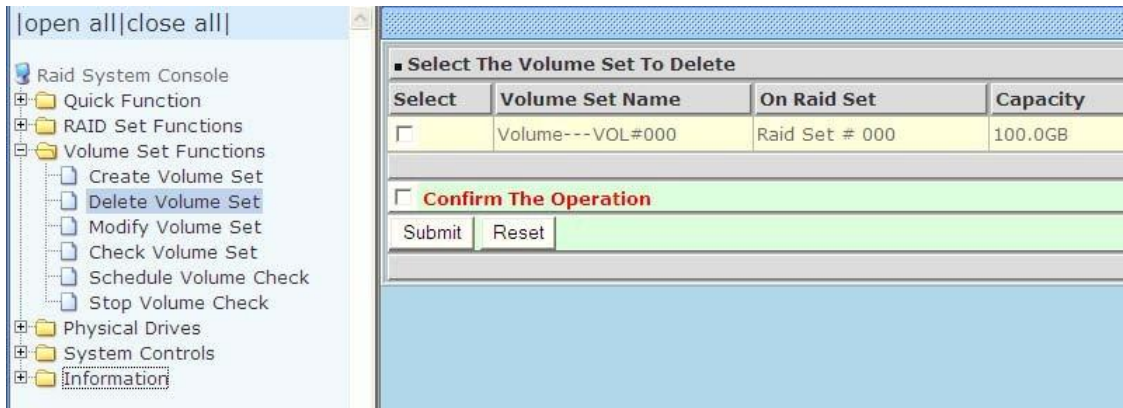 |open all|close all|
Raid System Console
Quick Function
RAID Set Functions
Volume Set Functions
Create Volume Set
Delete Volume Set
Modify Volume Set
Check Volume Set
Schedule Volume Check
Stop Volume Check
Physical Drives
System Controls
Information
Select The Volume Set To Delete
Select Volume Set Name On Raid Set Capacity
Volume---VOL#000 Raid Set # 000 100.0GB
Confirm The Operation
Submit Reset